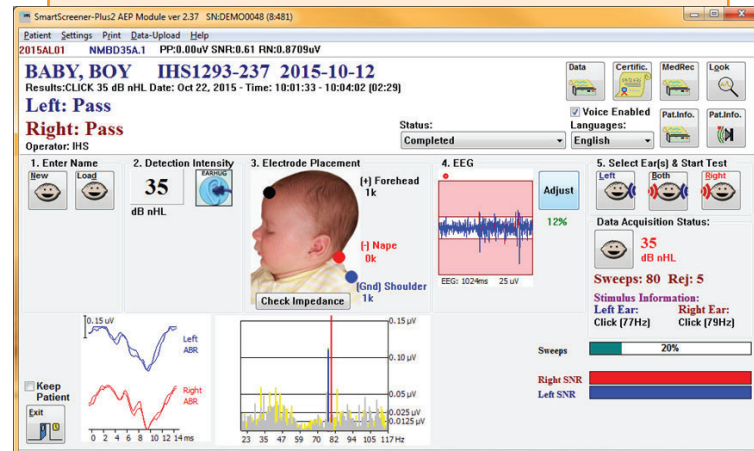 SmartScreener-Plus2 AEP Module ver 2.37 SN:DEMO0048 (8:481)
Patient Settings Print Data-Upload Help
2015AL01 NMBD35A.1 PP:0.00uV SNR:0.61 RN:0.8709uV
BABY, BOY IHS1293-237 2015-10-12
Results:CLICK 35 dB nHL Date: Oct 22, 2015 - Time: 10:01:33 - 10:04:02 (02:29)
Left: Pass
Right: Pass
Operator: IHS
Status:
Completed
Data Certific. MedRec Look
Voice Enabled
Languages:
English
Pat.Info. Pat.Info.
1. Enter Name
New Load
2. Detection Intensity
35
dB nHL
EARHUG
3. Electrode Placement
(+) Forehead
1k
(-) Nape
0k
(Gnd) Shoulder
1k
Check Impedance
4. EEG
Adjust
12%
EEG: 1024ms 25 uV
5. Select Ear(s) & Start Test
Left Both Right
Data Acquisition Status:
35
dB nHL
Sweeps: 80 Rej: 5
Stimulus Information:
Left Ear: Right Ear:
Click (77Hz) Click (79Hz)
Sweeps 20%
Right SNR
Left SNR
0.15 uV
Left
ABR
Right
ABR
0 2 4 6 8 10 12 14 ms
0.15 μV
0.10 μV
0.05 μV
0.025 μV
0.0125 μV
23 35 47 59 70 82 94 105 117 Hz
Keep
Patient
Exit